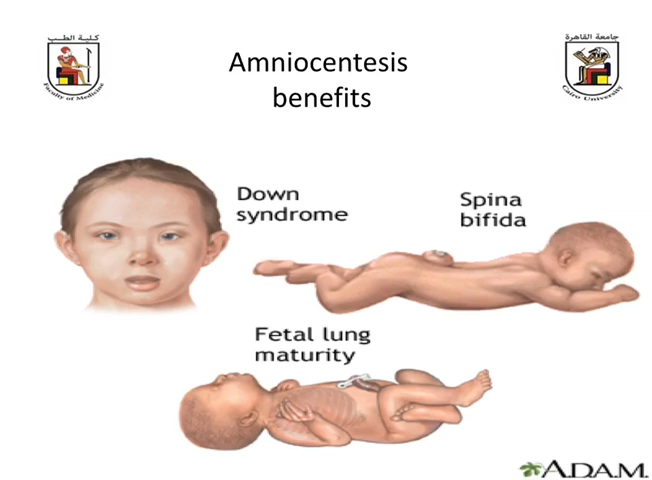 كلية الطب
Faculty of Medicine
Amniocentesis
benefits
جامعة القاهرة
Cairo University
Down
syndrome
Spina
bifida
Fetal lung
maturity
A.D.A.M.